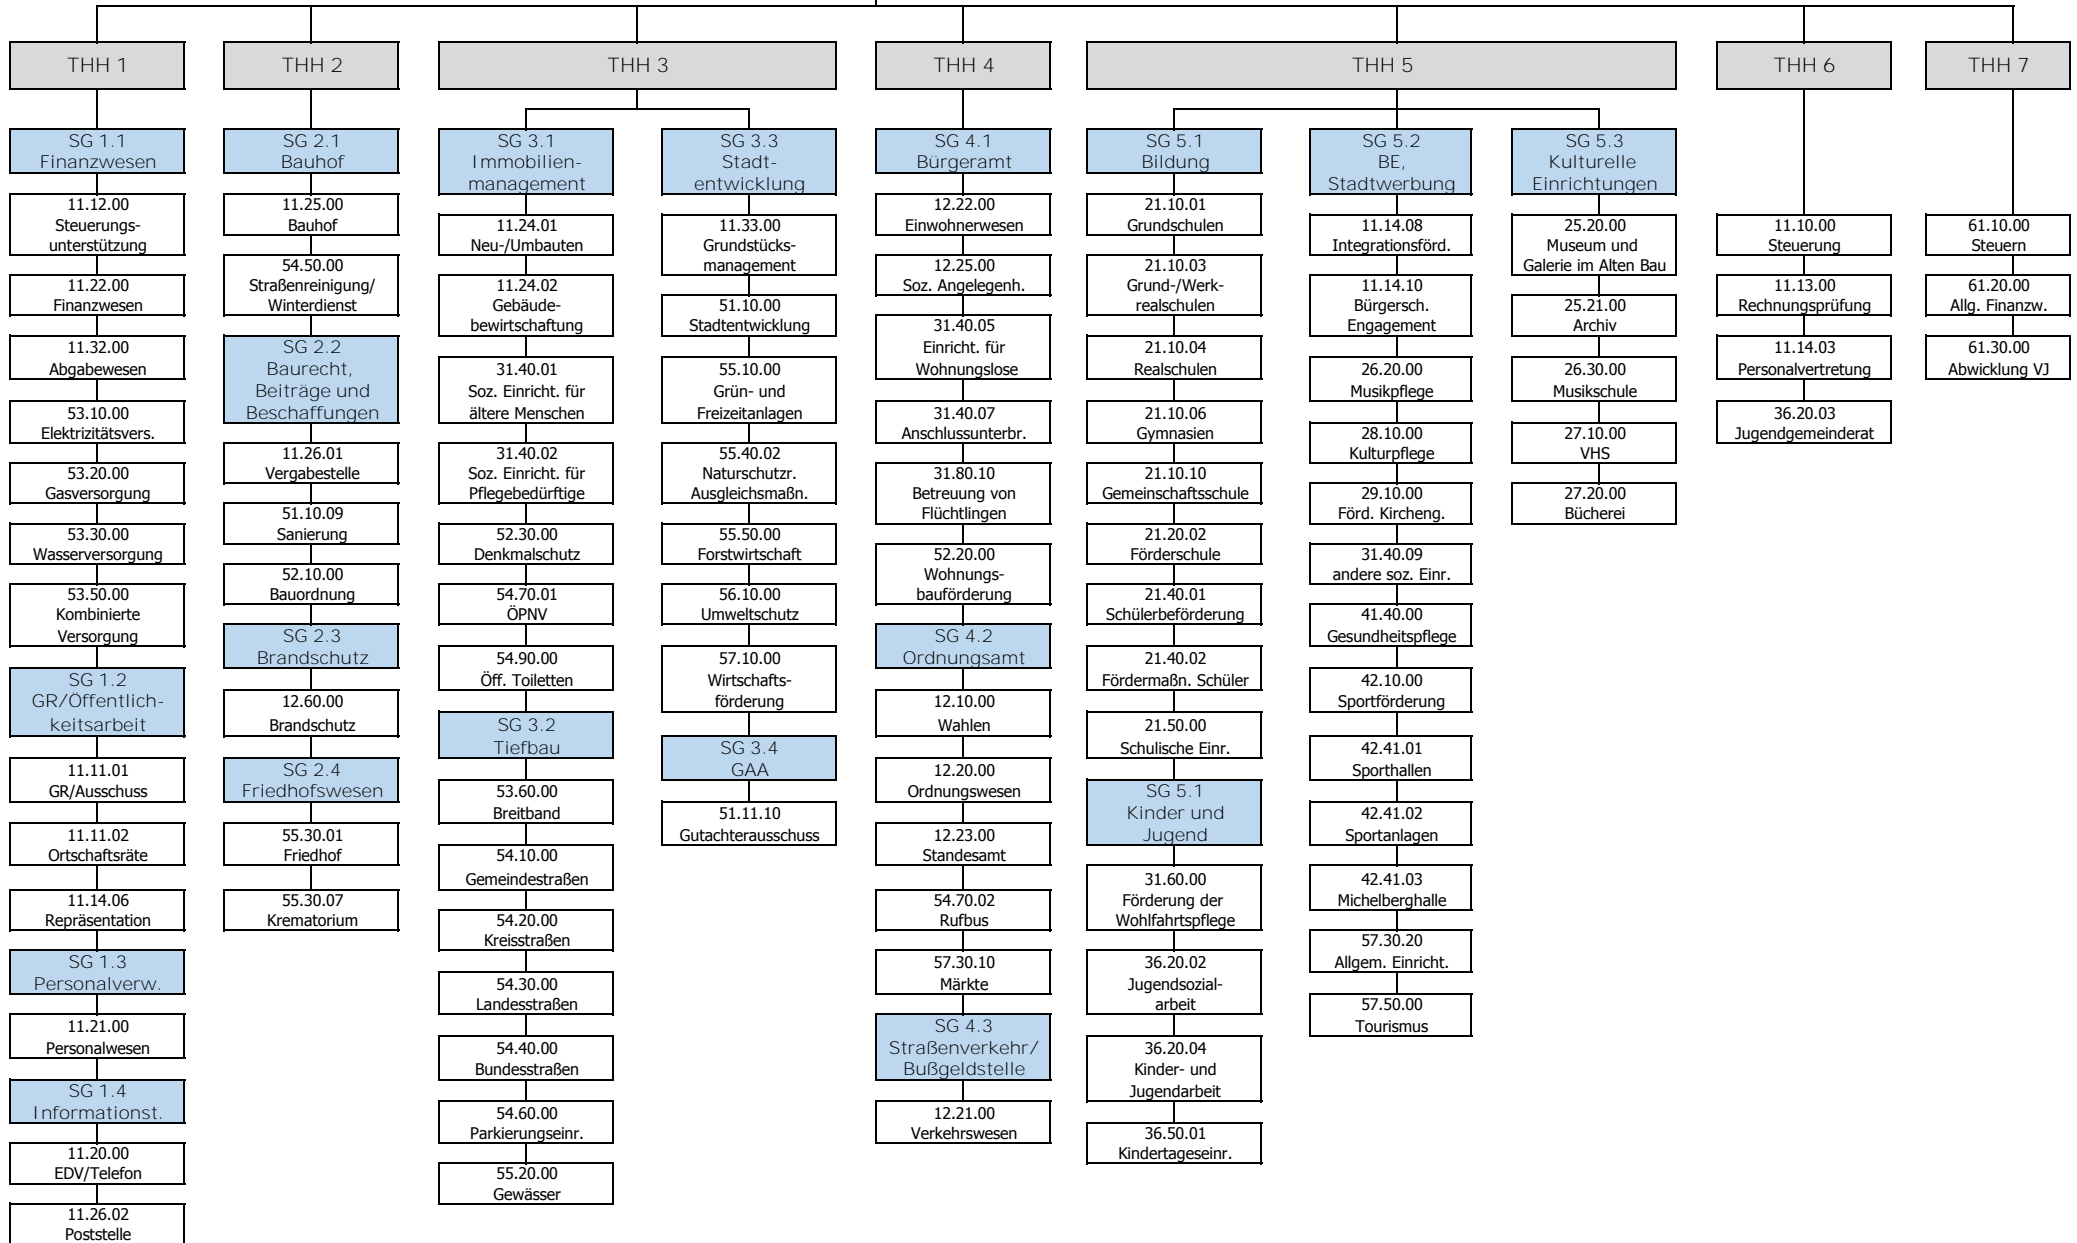 THH 1
THH 2
THH 3
THH 4
THH 5
THH 6
THH 7
SG 1.1
Finanzwesen
11.12.00
Steuerungs-
unterstützung
11.22.00
Finanzwesen
11.32.00
Abgabewesen
53.10.00
Elektrizitätsvers.
53.20.00
Gasversorgung
53.30.00
Wasserversorgung
53.50.00
Kombinierte
Versorgung
SG 1.2
GR/Öffentlich-
keitsarbeit
11.11.01
GR/Ausschuss
11.11.02
Ortschaftsräte
11.14.06
Repräsentation
SG 1.3
Personalverw.
11.21.00
Personalwesen
SG 1.4
Informationst.
11.20.00
EDV/Telefon
11.26.02
Poststelle
SG 2.1
Bauhof
11.25.00
Bauhof
54.50.00
Straßenreinigung/
Winterdienst
SG 2.2
Baurecht,
Beiträge und
Beschaffungen
11.26.01
Vergabestelle
51.10.09
Sanierung
52.10.00
Bauordnung
SG 2.3
Brandschutz
12.60.00
Brandschutz
SG 2.4
Friedhofswesen
55.30.01
Friedhof
55.30.07
Krematorium
SG 3.1
Immobilien-
management
11.24.01
Neu-/Umbauten
11.24.02
Gebäude-
bewirtschaftung
31.40.01
Soz. Einricht. für
ältere Menschen
31.40.02
Soz. Einricht. für
Pflegebedürftige
52.30.00
Denkmalschutz
54.70.01
ÖPNV
54.90.00
Öff. Toiletten
SG 3.2
Tiefbau
53.60.00
Breitband
54.10.00
Gemeindestraßen
54.20.00
Kreisstraßen
54.30.00
Landesstraßen
54.40.00
Bundesstraßen
54.60.00
Parkierungseinr.
55.20.00
Gewässer
SG 3.3
Stadt-
entwicklung
11.33.00
Grundstücks-
management
51.10.00
Stadtentwicklung
55.10.00
Grün- und
Freizeitanlagen
55.40.02
Naturschutzr.
Ausgleichsmaßn.
55.50.00
Forstwirtschaft
56.10.00
Umweltschutz
57.10.00
Wirtschafts-
förderung
SG 3.4
GAA
51.11.10
Gutachterausschuss
SG 4.1
Bürgeramt
12.22.00
Einwohnerwesen
12.25.00
Soz. Angelegenh.
31.40.05
Einricht. für
Wohnungslose
31.40.07
Anschlussunterbr.
31.80.10
Betreuung von
Flüchtlingen
52.20.00
Wohnungs-
bauförderung
SG 4.2
Ordnungsamt
12.10.00
Wahlen
12.20.00
Ordnungswesen
12.23.00
Standesamt
54.70.02
Rufbus
57.30.10
Märkte
SG 4.3
Straßenverkehr/
Bußgeldstelle
12.21.00
Verkehrswesen
SG 5.1
Bildung
21.10.01
Grundschulen
21.10.03
Grund-/Werk-
realschulen
21.10.04
Realschulen
21.10.06
Gymnasien
21.10.10
Gemeinschaftsschule
21.20.02
Förderschule
21.40.01
Schülerbeförderung
21.40.02
Fördermaßn. Schüler
21.50.00
Schulische Einr.
SG 5.1
Kinder und
Jugend
31.60.00
Förderung der
Wohlfahrtspflege
36.20.02
Jugendsozial-
arbeit
36.20.04
Kinder- und
Jugendarbeit
36.50.01
Kindertageseinr.
SG 5.2
BE,
Stadtwerbung
11.14.08
Integrationsförd.
11.14.10
Bürgersch.
Engagement
26.20.00
Musikpflege
28.10.00
Kulturpflege
29.10.00
Förd. Kircheng.
31.40.09
andere soz. Einr.
41.40.00
Gesundheitspflege
42.10.00
Sportförderung
42.41.01
Sporthallen
42.41.02
Sportanlagen
42.41.03
Michelberghalle
57.30.20
Allgem. Einricht.
57.50.00
Tourismus
SG 5.3
Kulturelle
Einrichtungen
25.20.00
Museum und
Galerie im Alten Bau
25.21.00
Archiv
26.30.00
Musikschule
27.10.00
VHS
27.20.00
Bücherei
11.10.00
Steuerung
11.13.00
Rechnungsprüfung
11.14.03
Personalvertretung
36.20.03
Jugendgemeinderat
61.10.00
Steuern
61.20.00
Allg. Finanzw.
61.30.00
Abwicklung VJ